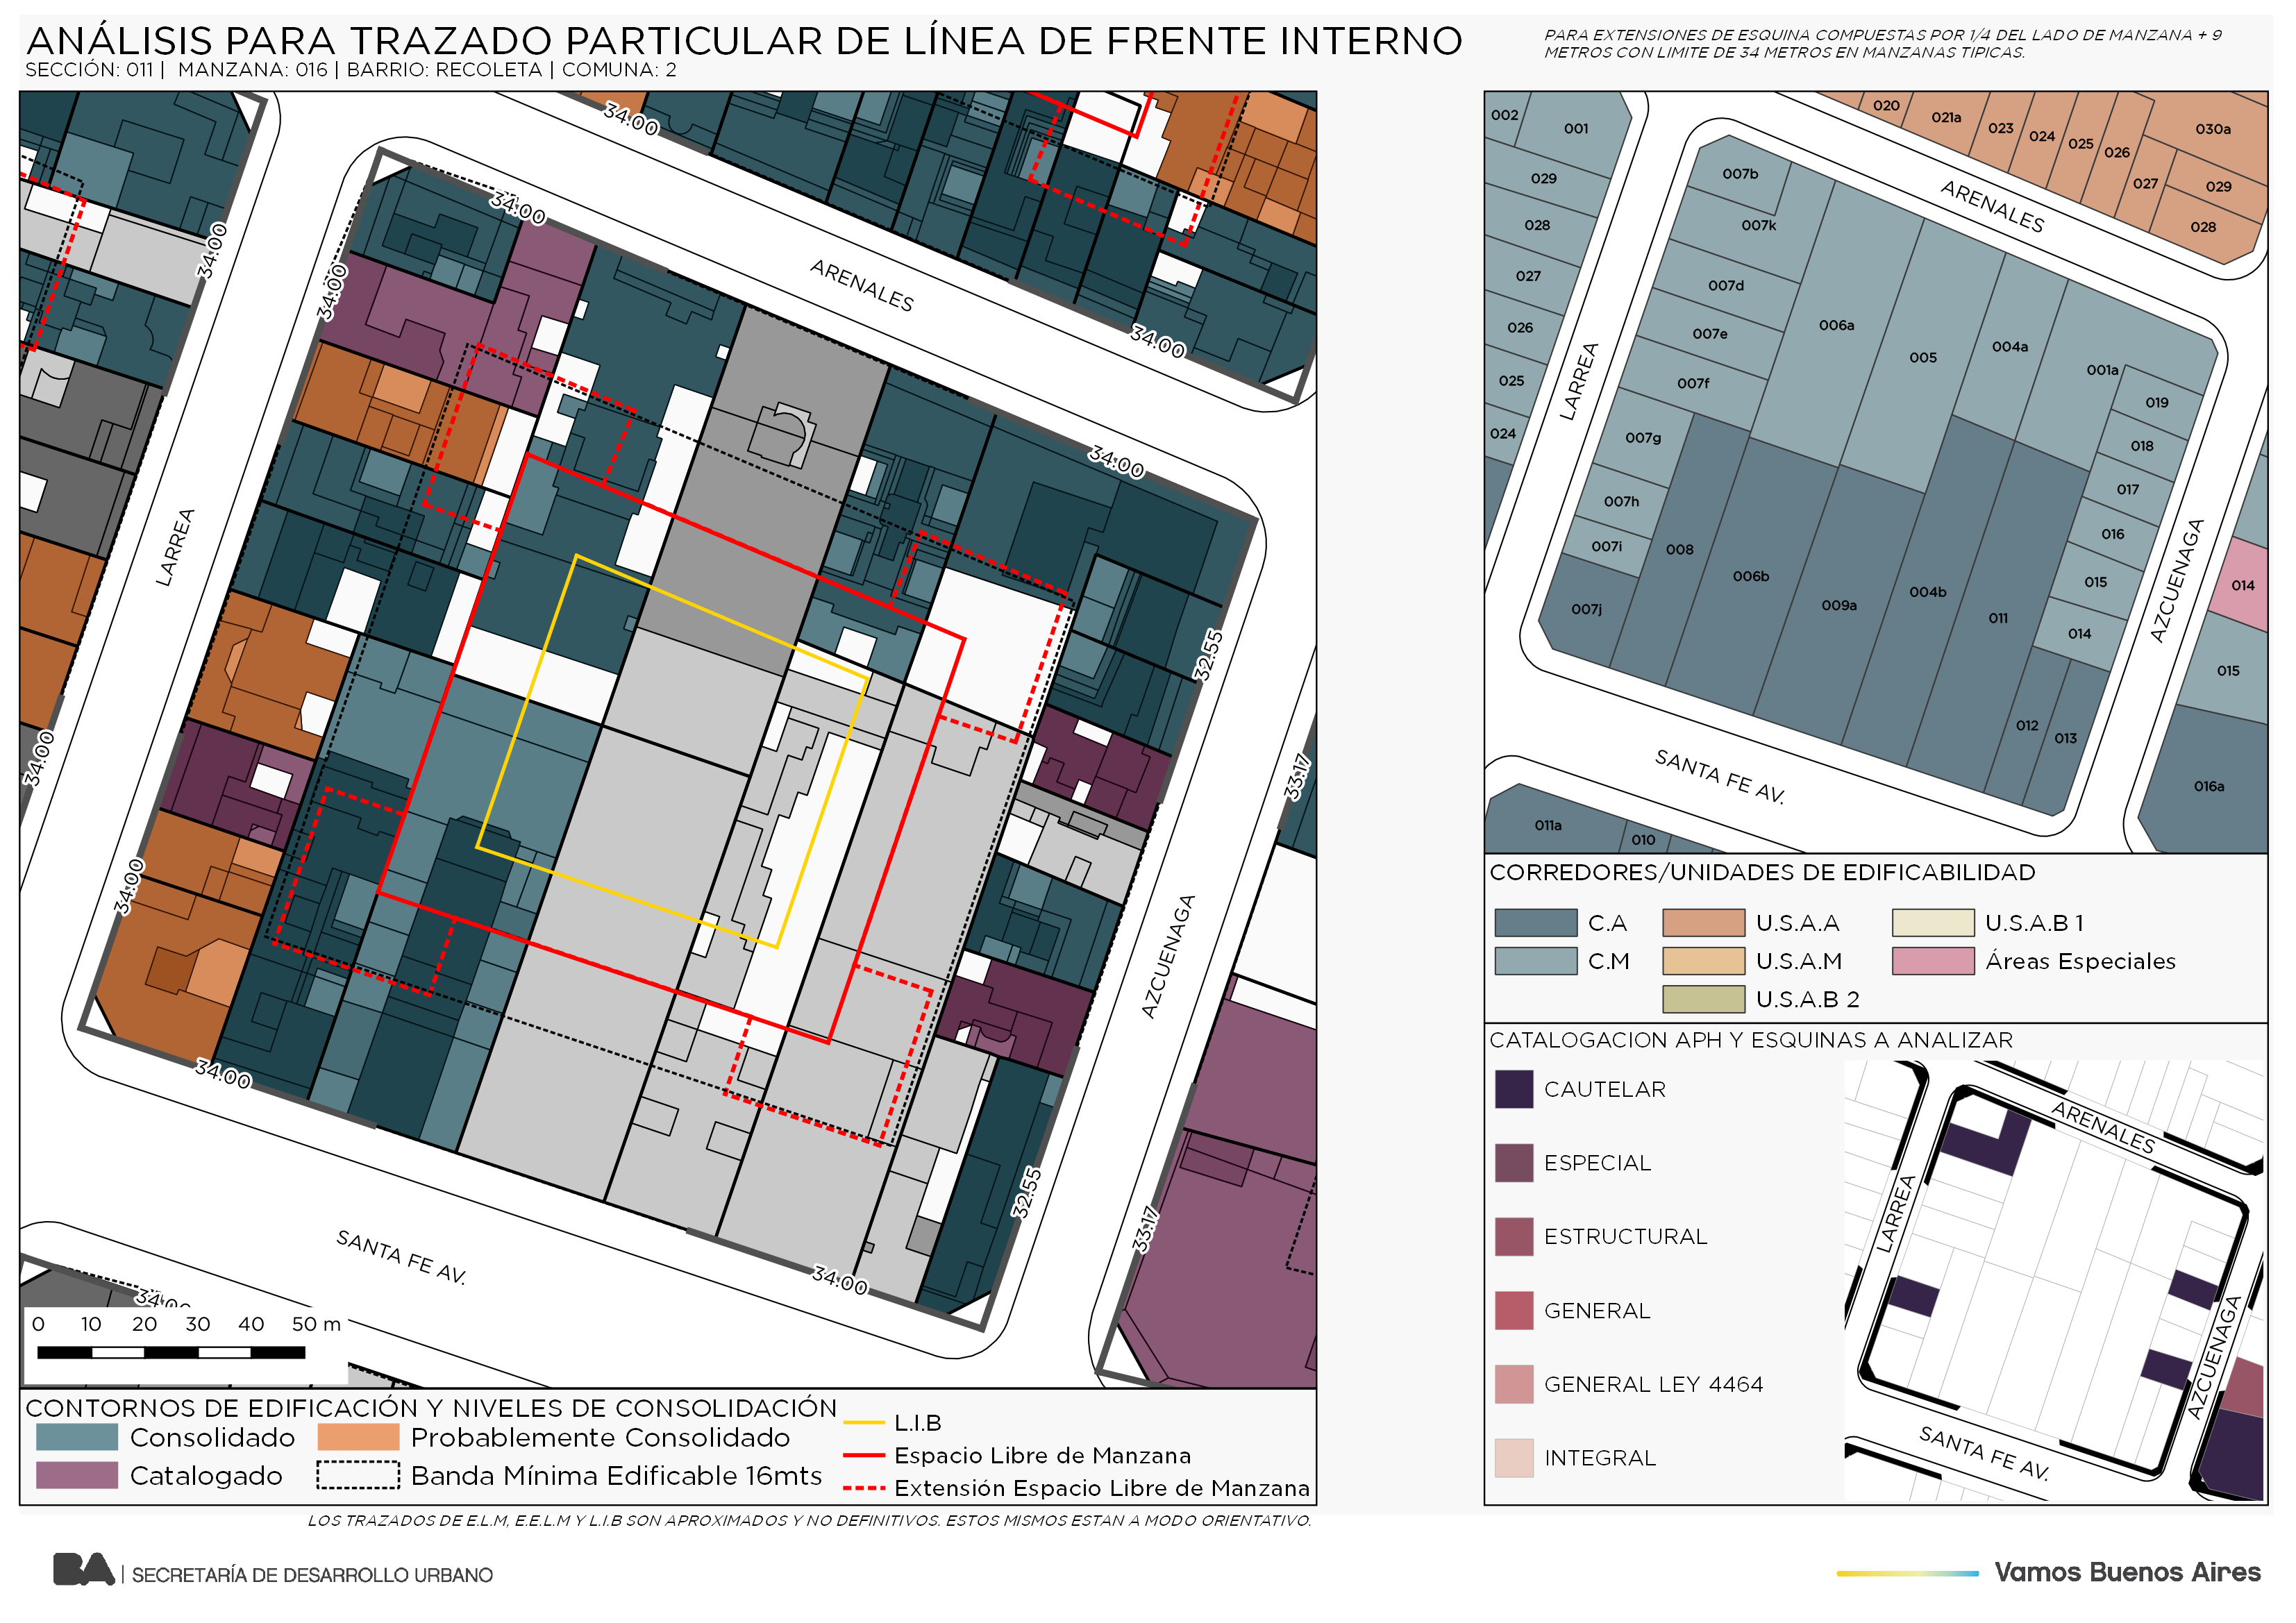 ANÁLISIS PARA TRAZADO PARTICULAR DE LÍNEA DE FRENTE INTERNO
SECCIÓN: 011 | MANZANA: 016 | BARRIO: RECOLETA | COMUNA: 2
PARA EXTENSIONES DE ESQUINA COMPUESTAS POR 1/4 DEL LADO DE MANZANA + 9
METROS CON LIMITE DE 34 METROS EN MANZANAS TIPICAS.
34.00
34.00
34.00
34.00
ARENALES
34.00
34.00
LARREA
32.55
34.00
33.17
34.00
AZCUENAGA
34.00
32.55
33.17
SANTA FE AV.
34.00
0 10 20 30 40 50 m
CONTORNOS DE EDIFICACIÓN Y NIVELES DE CONSOLIDACIÓN
Consolidado
Probablemente Consolidado
Catalogado
Banda Mínima Edificable 16mts
L.I.B
Espacio Libre de Manzana
Extensión Espacio Libre de Manzana
LOS TRAZADOS DE E.L.M, E.E.L.M Y L.I.B SON APROXIMADOS Y NO DEFINITIVOS. ESTOS MISMOS ESTAN A MODO ORIENTATIVO.
002
001
029
028
027
026
025
024
020
021a
023
024
025
026
027
030a
029
028
ARENALES
007b
007k
007d
007e
007f
007g
007h
007i
007j
006a
005
004a
001a
019
018
017
016
015
014
008
006b
009a
004b
011
012
013
LARREA
AZCUENAGA
SANTA FE AV.
014
015
016a
011a
010
CORREDORES/UNIDADES DE EDIFICABILIDAD
C.A
U.S.A.A
U.S.A.B 1
C.M
U.S.A.M
Áreas Especiales
U.S.A.B 2
CATALOGACION APH Y ESQUINAS A ANALIZAR
CAUTELAR
ESPECIAL
ESTRUCTURAL
GENERAL
GENERAL LEY 4464
INTEGRAL
ARENALES
LARREA
AZCUENAGA
SANTA FE AV.
BA | SECRETARÍA DE DESARROLLO URBANO
Vamos Buenos Aires